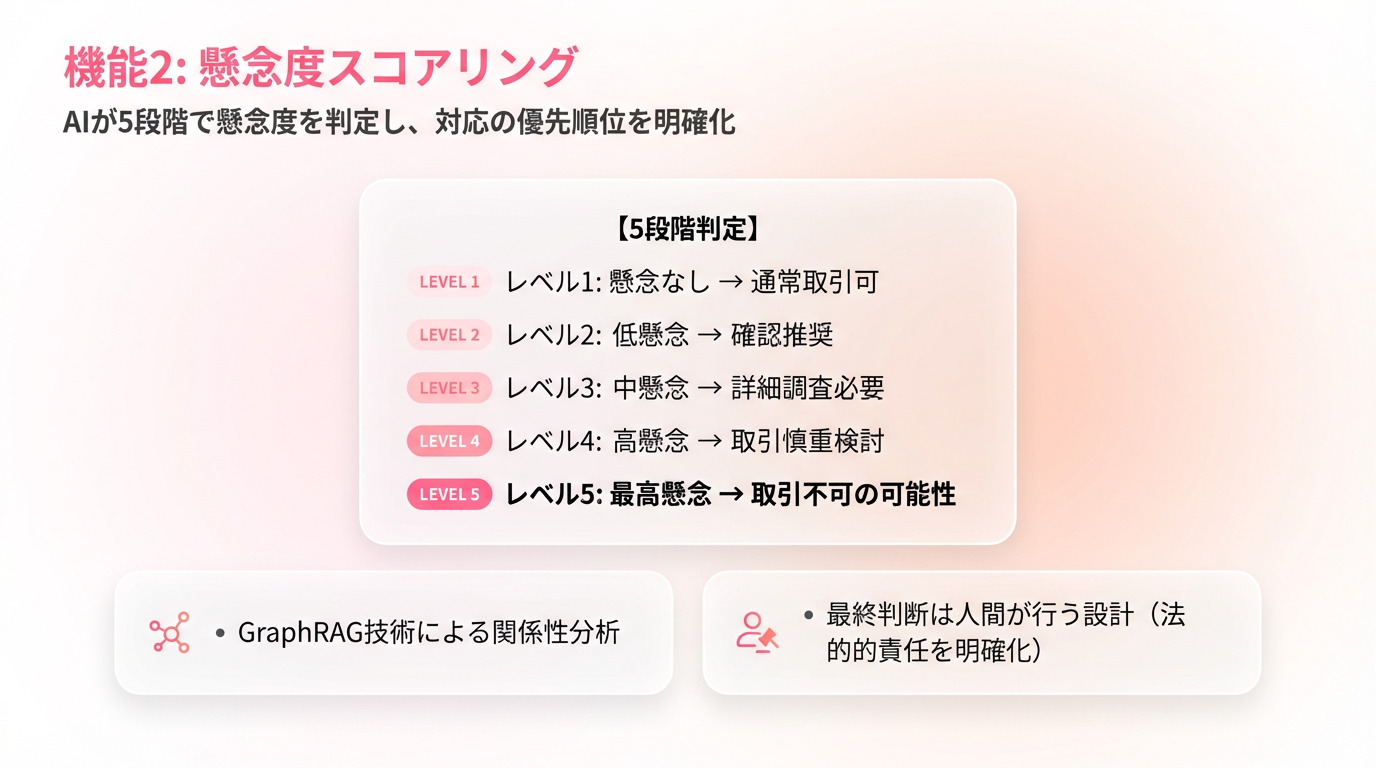 機能2: 懸念度スコアリング
AIが5段階で懸念度を判定し、対応の優先順位を明確化
【5段階判定】
LEVEL 1 レベル1: 懸念なし → 通常取引可
LEVEL 2 レベル2: 低懸念 → 確認推奨
LEVEL 3 レベル3: 中懸念 → 詳細調査必要
LEVEL 4 レベル4: 高懸念 → 取引慎重検討
LEVEL 5 レベル5: 最高懸念 → 取引不可の可能性
• GraphRAG技術による関係性分析
• 最終判断は人間が行う設計（法
的的責任を明確化）